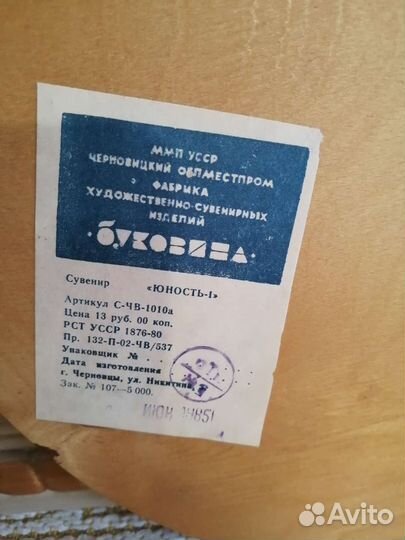 ММП УССР
ЧЕРНОВИЦКИЙ ОБЛМЕСТПРОМ
ФАБРИКА
ХУДОЖЕСТВЕННО-СУВЕНИРНЫХ
ИЗДЕЛИЙ
·БУКОВИНА·
Сувенир «ЮНОСТЬ-I»
Артикул С-ЧВ-1010а
Цена 13 руб. 00 коп.
РСТ УССР 1876-80
Пр. 132-П-02-ЧВ/537
Упаковщик №
Дата изготовления
г. Черновцы, ул. Никитина,
Зак. № 107—5 000.
Avito